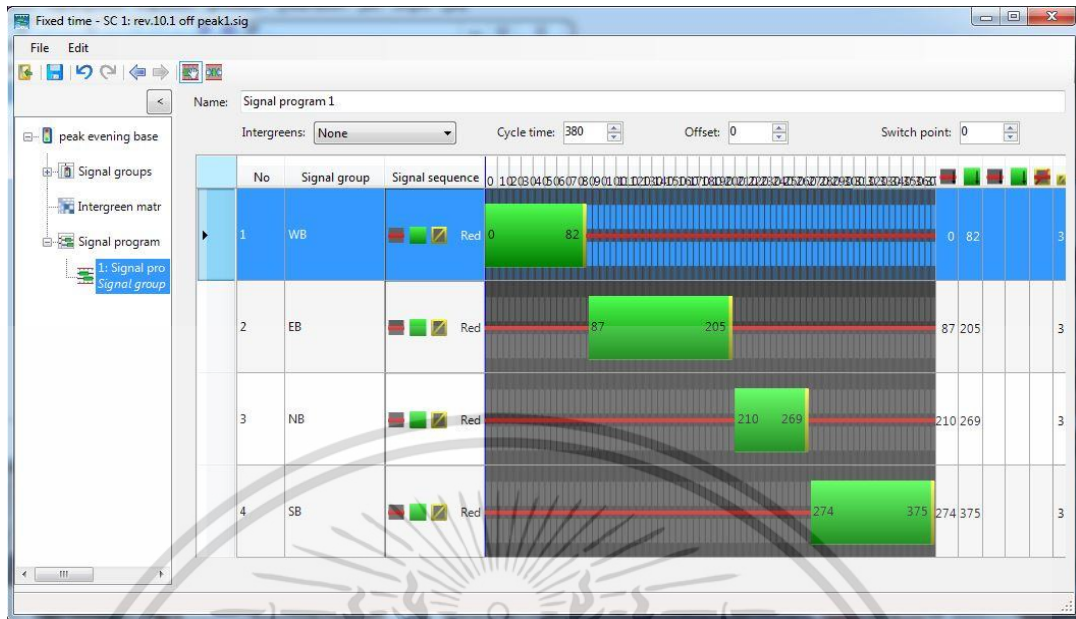 Fixed time - SC 1: rev.10.1 off peak1.sig
File Edit
Name: Signal program 1
Intergreens: None Cycle time: 380 Offset: 0 Switch point: 0
peak evening base
Signal groups
Intergreen matr
Signal program
1: Signal pro
Signal group
No Signal group Signal sequence
1 WB Red 0 82 0 82 3
2 EB Red 87 205 87 205 3
3 NB Red 210 269 210 269 3
4 SB Red 274 375 274 375 3